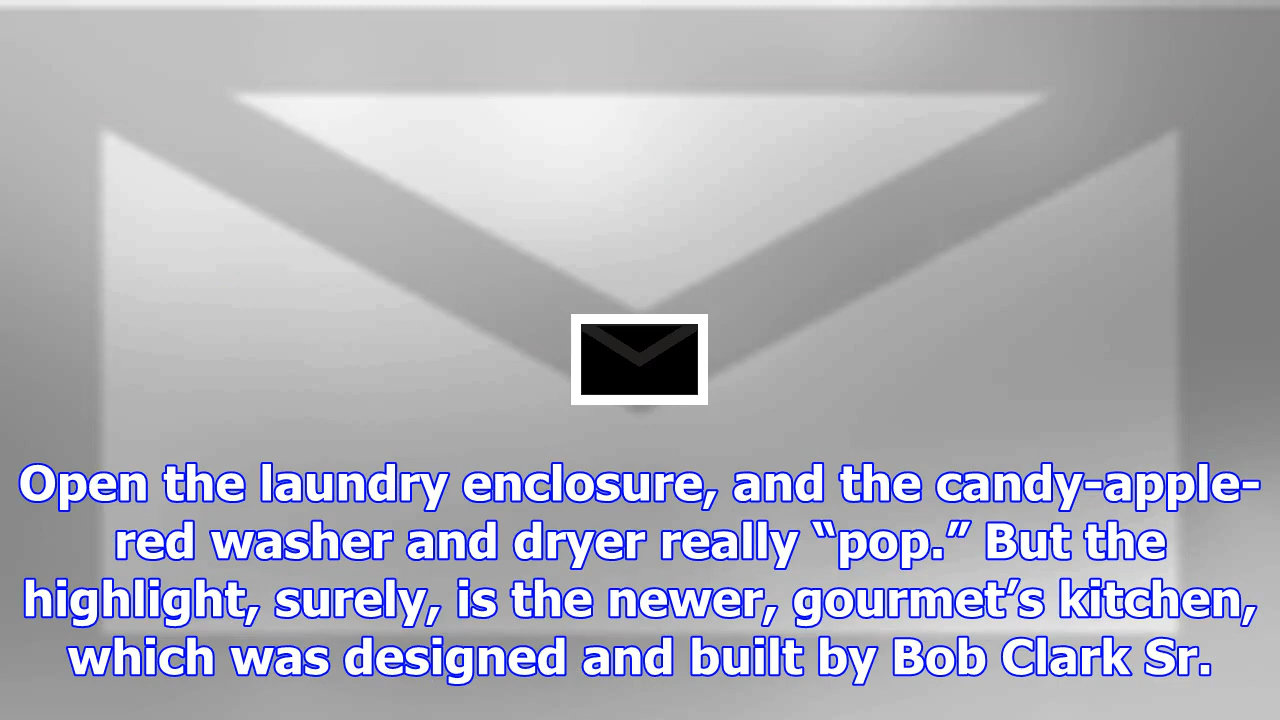 Open the laundry enclosure, and the candy-apple-
red washer and dryer really “pop.” But the
highlight, surely, is the newer, gourmet’s kitchen,
which was designed and built by Bob Clark Sr.